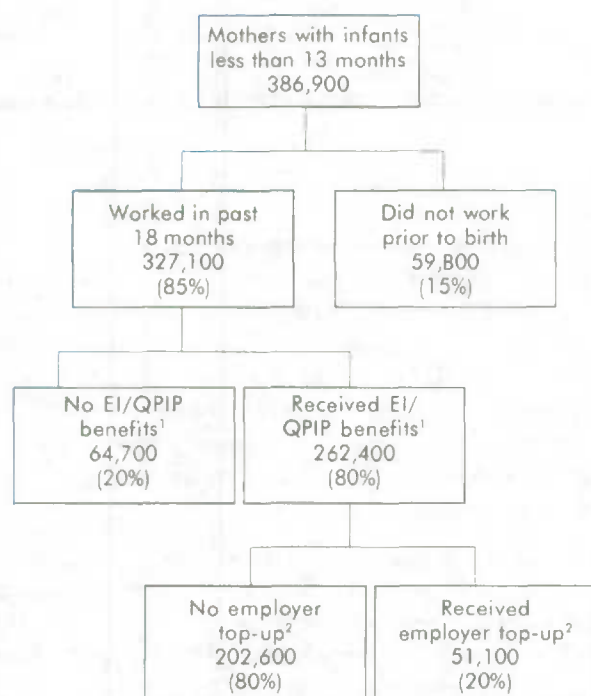 Mothers with infants
less than 13 months
386,900
Worked in past
18 months
327,100
(85%)
Did not work
prior to birth
59,800
(15%)
No EI/QPIP
benefits¹
64,700
(20%)
Received EI/
QPIP benefits¹
262,400
(80%)
No employer
top-up²
202,600
(80%)
Received
employer top-up²
51,100
(20%)